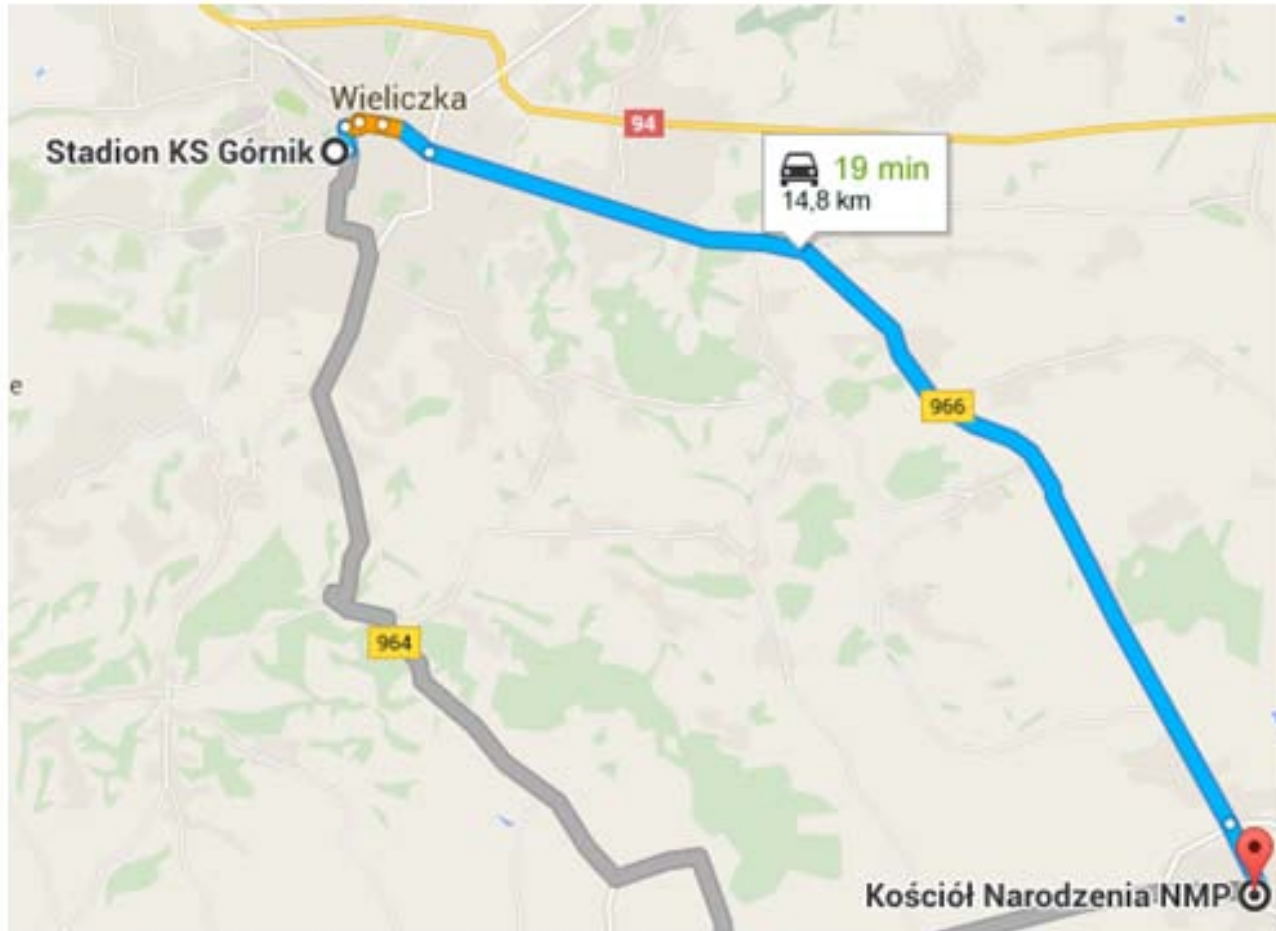 Wieliczka
94
Stadion KS Górnik
19 min
14,8 km
e
966
964
Kościół Narodzenia NMP